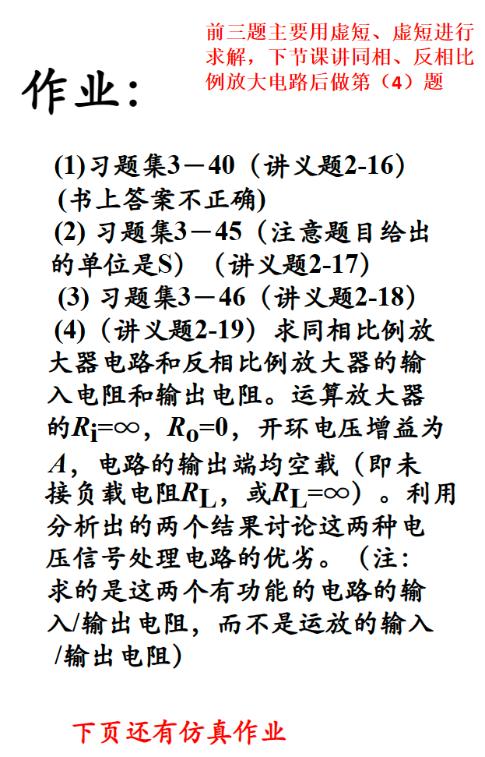 前三题主要用虚短、虚短进行
求解，下节课讲同相、反相比
例放大电路后做第（4）题
作业：
(1)习题集3－40（讲义题2-16）
(书上答案不正确)
(2) 习题集3－45（注意题目给出
的单位是S）（讲义题2-17）
(3) 习题集3－46（讲义题2-18）
(4)（讲义题2-19）求同相比例放
大器电路和反相比例放大器的输
入电阻和输出电阻。运算放大器
的Ri=∞，Ro=0，开环电压增益为
A，电路的输出端均空载（即未
接负载电阻RL，或RL=∞）。利用
分析出的两个结果讨论这两种电
压信号处理电路的优劣。（注：
求的是这两个有功能的电路的输
入/输出电阻，而不是运放的输入
/输出电阻）
下页还有仿真作业